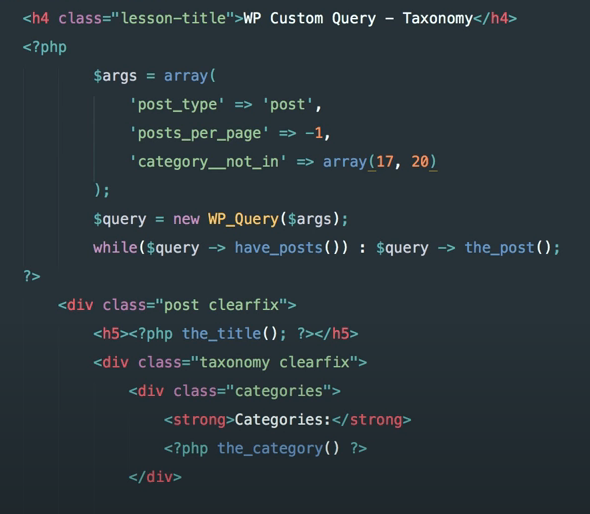 <h4 class="lesson-title">WP Custom Query - Taxonomy</h4>
<?php
$args = array(
'post_type' => 'post',
'posts_per_page' => -1,
'category__not_in' => array(17, 20)
);
$query = new WP_Query($args);
while($query -> have_posts()) : $query -> the_post();
?>
<div class="post clearfix">
<h5><?php the_title(); ?></h5>
<div class="taxonomy clearfix">
<div class="categories">
<strong>Categories:</strong>
<?php the_category() ?>
</div>